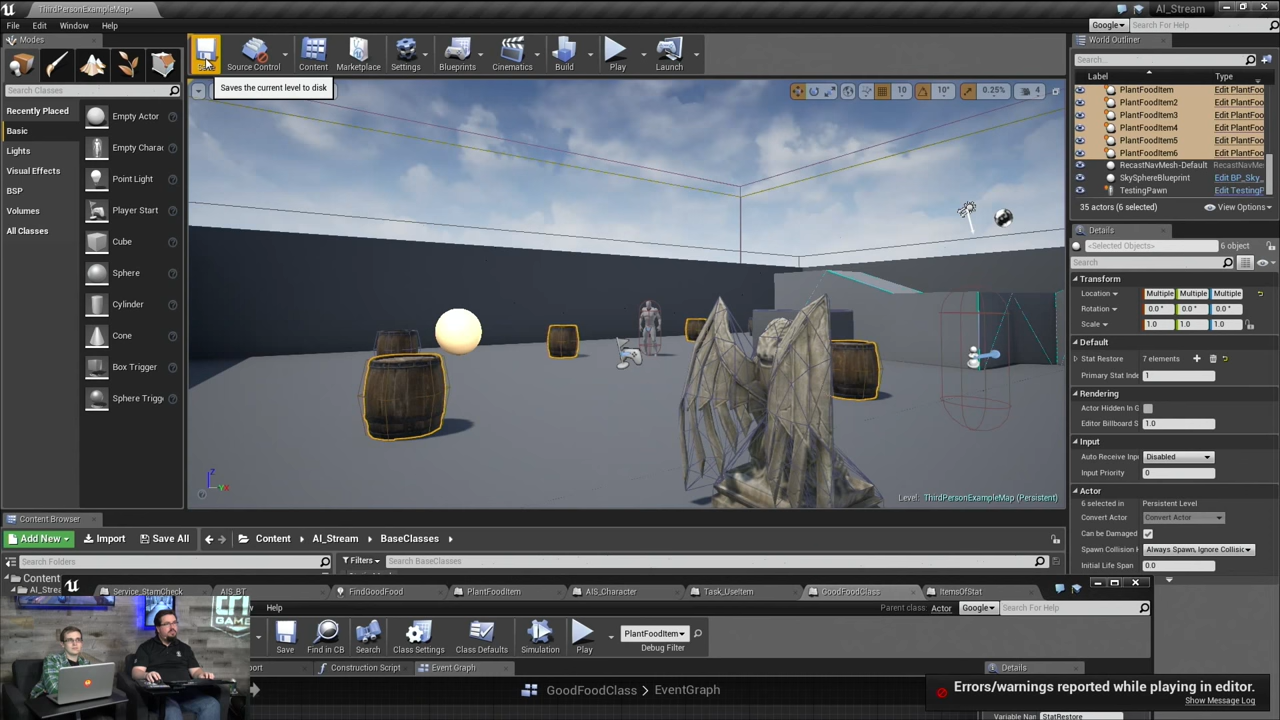 ThirdPersonExampleMap*
AI_Stream
File Edit Window Help
Google
Search For Help
Modes
Search Classes
Recently Placed
Basic
Lights
Visual Effects
BSP
Volumes
All Classes
Empty Actor
Empty Charac
Point Light
Player Start
Cube
Sphere
Cylinder
Cone
Box Trigger
Sphere Trigg
Save
Source Control
Content
Marketplace
Settings
Blueprints
Cinematics
Build
Play
Launch
Saves the current level to disk
10
10°
0.25%
4
Level: ThirdPersonExampleMap (Persistent)
World Outliner
Search...
Label Type
PlantFoodItem Edit PlantFoo
PlantFoodItem2 Edit PlantFoo
PlantFoodItem3 Edit PlantFoo
PlantFoodItem4 Edit PlantFoo
PlantFoodItem5 Edit PlantFoo
PlantFoodItem6 Edit PlantFoo
RecastNavMesh-Default RecastNavMe
SkySphereBlueprint Edit BP_Sky_
TestingPawn Edit TestingP
35 actors (6 selected)
View Options
Details
<Selected Objects>
6 object
Search
Transform
Location Multiple Multiple Multiple
Rotation 0.0 ° 0.0 ° 0.0 °
Scale 1.0 1.0 1.0
Default
Stat Restore 7 elements
Primary Stat Inde 1
Rendering
Actor Hidden In G
Editor Billboard S 1.0
Input
Auto Receive Inpu Disabled
Input Priority 0
Actor
6 selected in Persistent Level
Convert Actor Convert Actor
Can be Damaged
Spawn Collision H Always Spawn, Ignore Collisic
Initial Life Span 0.0
Content Browser
Add New
Import
Save All
Content
AI_Stream
BaseClasses
Search Folders
Filters
Search BaseClasses
Content
AI_Stream
Service_StamCheck
AIS_BT
FindGoodFood
PlantFoodItem
AIS_Character
Task_UseItem
GoodFoodClass
ItemsOfStat
Help
Parent class: Actor
Google
Search For Help
Save
Find in CB
Search
Class Settings
Class Defaults
Simulation
Play
PlantFoodItem
Debug Filter
Construction Script
Event Graph
Details
GoodFoodClass
EventGraph
Errors/warnings reported while playing in editor.
Show Message Log
Variable Nam StatRestore